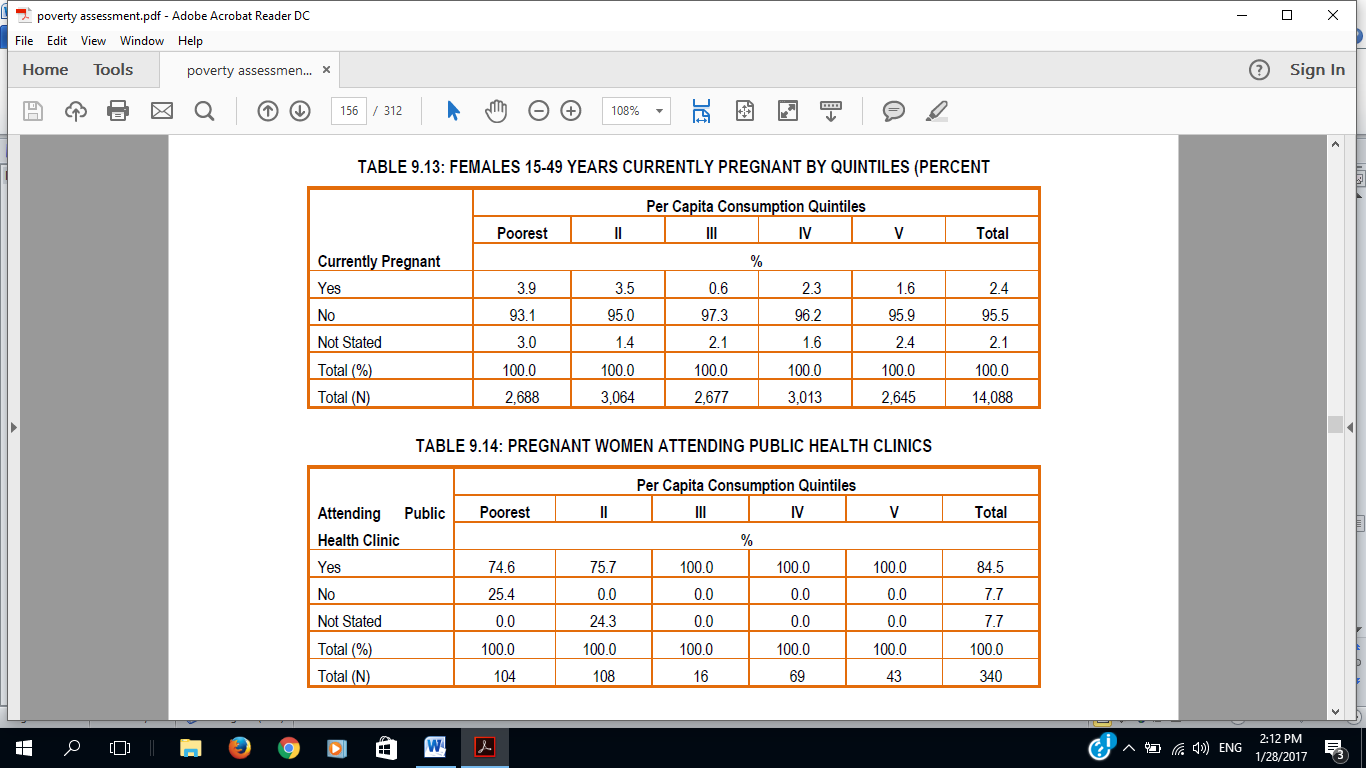 poverty assessment.pdf - Adobe Acrobat Reader DC
File Edit View Window Help
Home Tools poverty assessmen... × ? Sign In
156 / 312 108%
TABLE 9.13: FEMALES 15-49 YEARS CURRENTLY PREGNANT BY QUINTILES (PERCENT
Per Capita Consumption Quintiles
Poorest II III IV V Total
Currently Pregnant %
Yes 3.9 3.5 0.6 2.3 1.6 2.4
No 93.1 95.0 97.3 96.2 95.9 95.5
Not Stated 3.0 1.4 2.1 1.6 2.4 2.1
Total (%) 100.0 100.0 100.0 100.0 100.0 100.0
Total (N) 2,688 3,064 2,677 3,013 2,645 14,088
TABLE 9.14: PREGNANT WOMEN ATTENDING PUBLIC HEALTH CLINICS
Per Capita Consumption Quintiles
Attending Public Poorest II III IV V Total
Health Clinic %
Yes 74.6 75.7 100.0 100.0 100.0 84.5
No 25.4 0.0 0.0 0.0 0.0 7.7
Not Stated 0.0 24.3 0.0 0.0 0.0 7.7
Total (%) 100.0 100.0 100.0 100.0 100.0 100.0
Total (N) 104 108 16 69 43 340
ENG 2:12 PM
1/28/2017 3